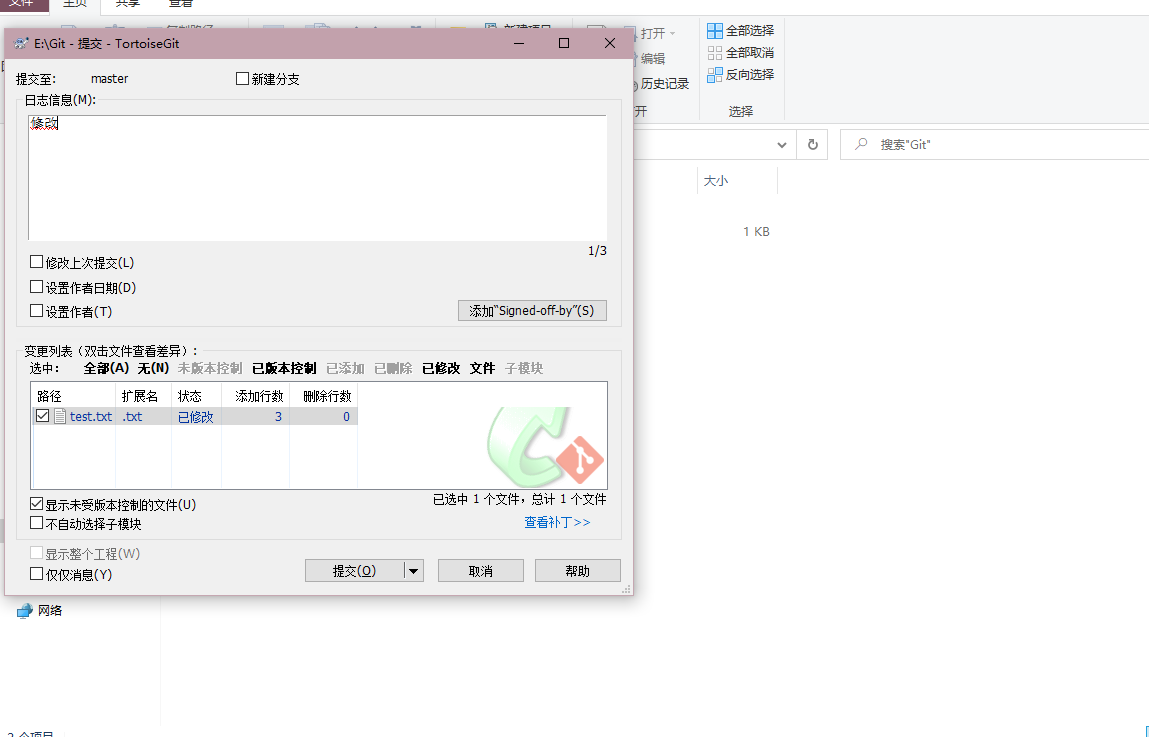 文件 主页 共享 查看
E:\Git - 提交 - TortoiseGit
打开
编辑
历史记录
全部选择
全部取消
反向选择
选择
提交至: master 新建分支
日志信息(M):
修改
1/3
修改上次提交(L)
设置作者日期(D)
设置作者(T)
添加“Signed-off-by”(S)
搜索"Git"
大小
1 KB
变更列表（双击文件查看差异）:
选中: 全部(A) 无(N) 未版本控制 已版本控制 已添加 已删除 已修改 文件 子模块
路径 扩展名 状态 添加行数 删除行数
test.txt .txt 已修改 3 0
显示未受版本控制的文件(U)
已选中 1 个文件，总计 1 个文件
不自动选择子模块
查看补丁>>
显示整个工程(W)
仅仅消息(Y)
提交(O) 取消 帮助
网络